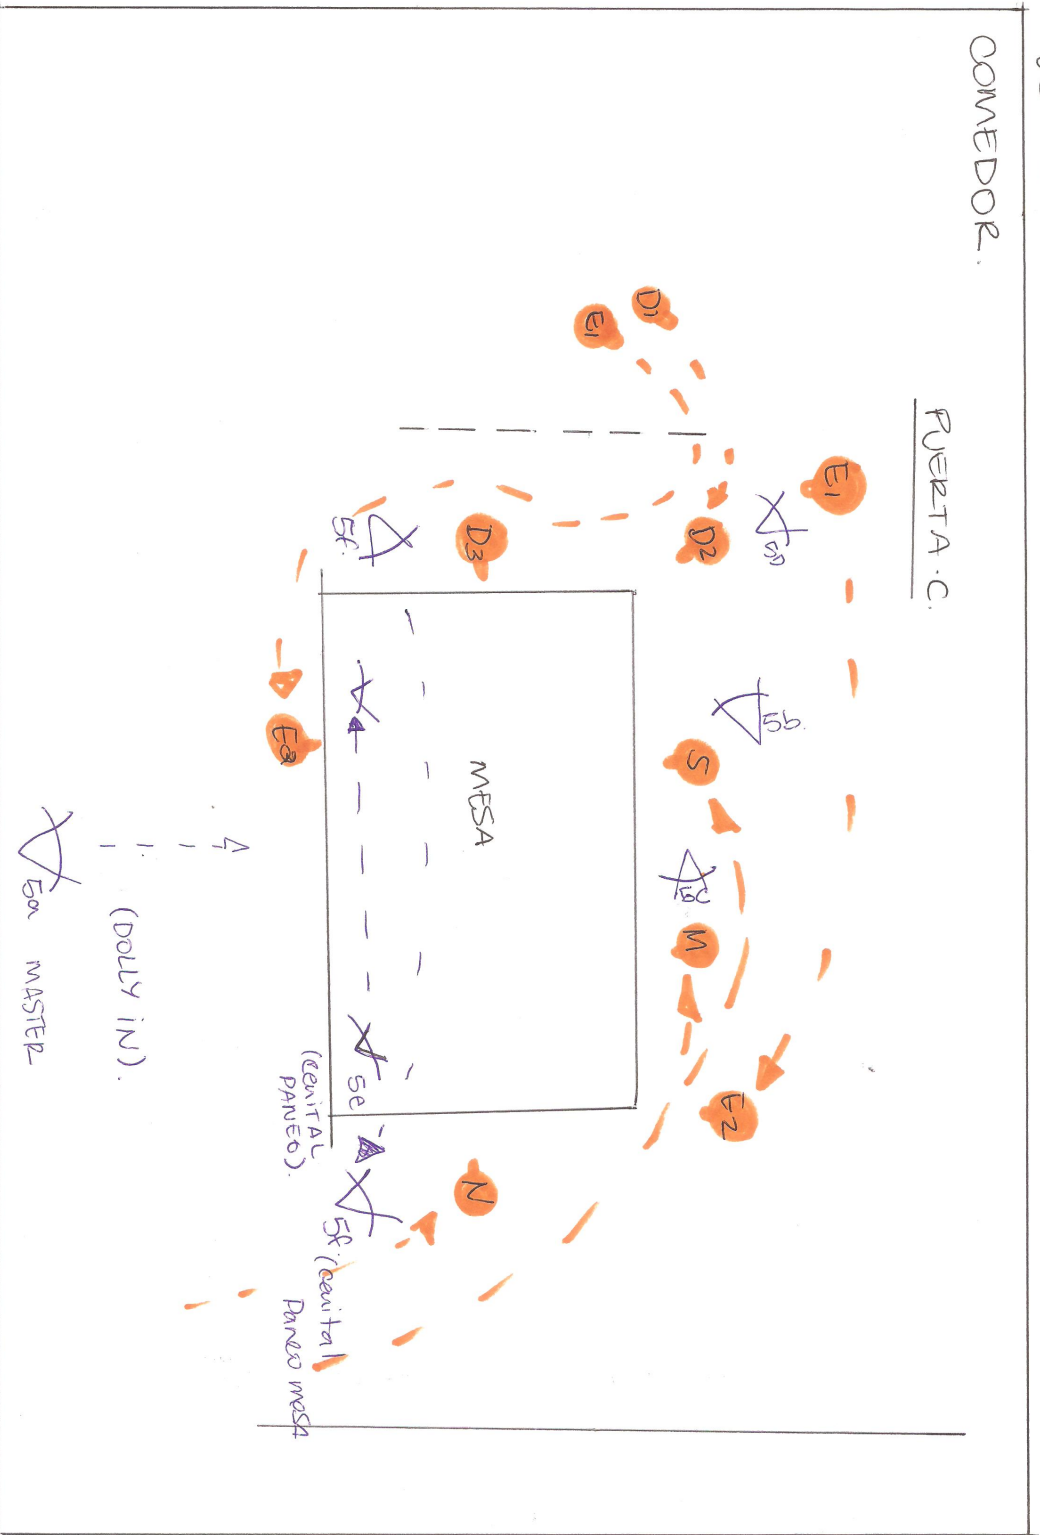 COMEDOR.
PUERTA·C.
E1
5D
D1
E1
D2
5b.
S
5C
M
E2
D3
MESA
N
5f.
E3
5e
(CENITAL
PANEO).
5f. (cenital
Paneo mesa
(DOLLY IN).
5a MASTER